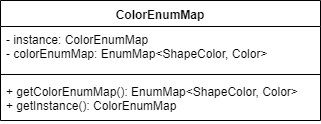 ColorEnumMap
- instance: ColorEnumMap
- colorEnumMap: EnumMap<ShapeColor, Color>
+ getColorEnumMap(): EnumMap<ShapeColor, Color>
+ getInstance(): ColorEnumMap